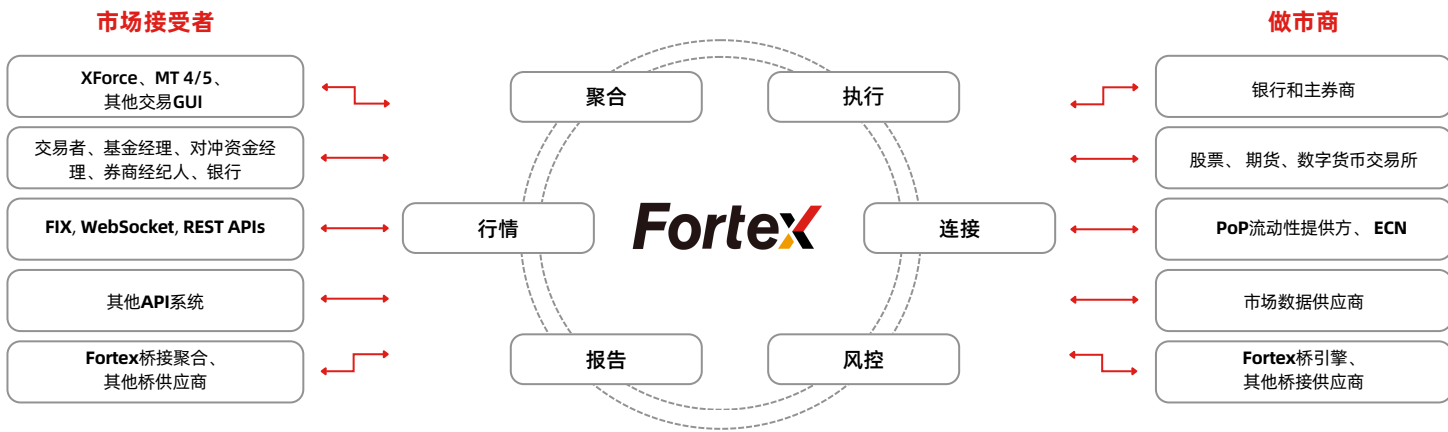 市场接受者
做市商
XForce、MT 4/5、
其他交易GUI
交易者、基金经理、对冲资金经
理、券商经纪人、银行
FIX, WebSocket, REST APIs
其他API系统
Fortex桥接聚合、
其他桥供应商
聚合
执行
行情
Fortex
连接
报告
风控
银行和主券商
股票、 期货、数字货币交易所
PoP流动性提供方、 ECN
市场数据供应商
Fortex桥引擎、
其他桥接供应商